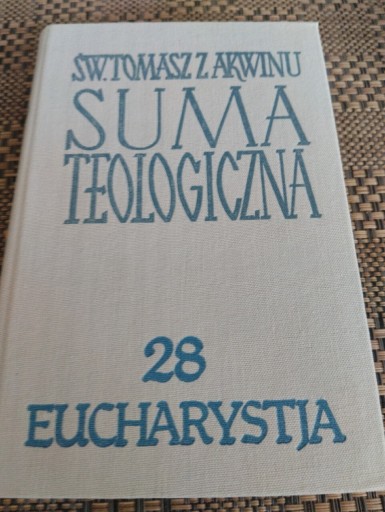 ŚW. TOMASZ Z AKWINU
SUMA
TEOLOGICZNA
28
EUCHARYSTJA